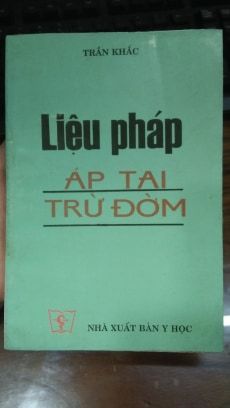 TRẦN KHẮC
Liệu pháp
ÁP TAI
TRỪ ĐỜM
NHÀ XUẤT BẢN Y HỌC